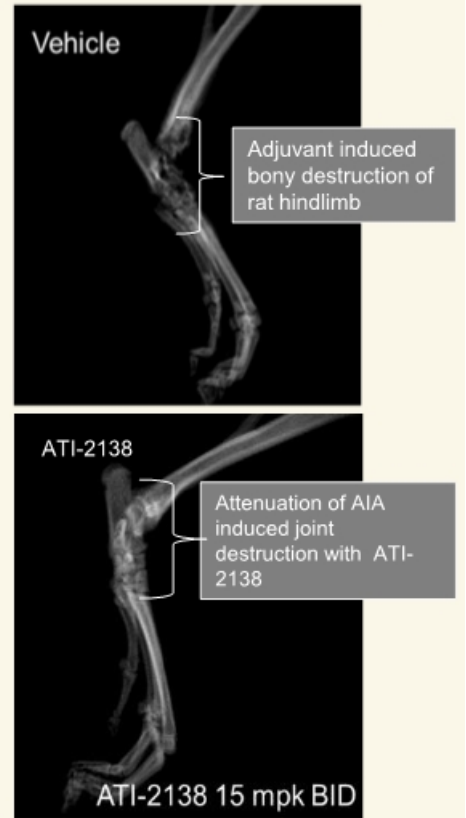 Vehicle
Adjuvant induced
bony destruction of
rat hindlimb
ATI-2138
Attenuation of AIA
induced joint
destruction with ATI-
2138
ATI-2138 15 mpk BID